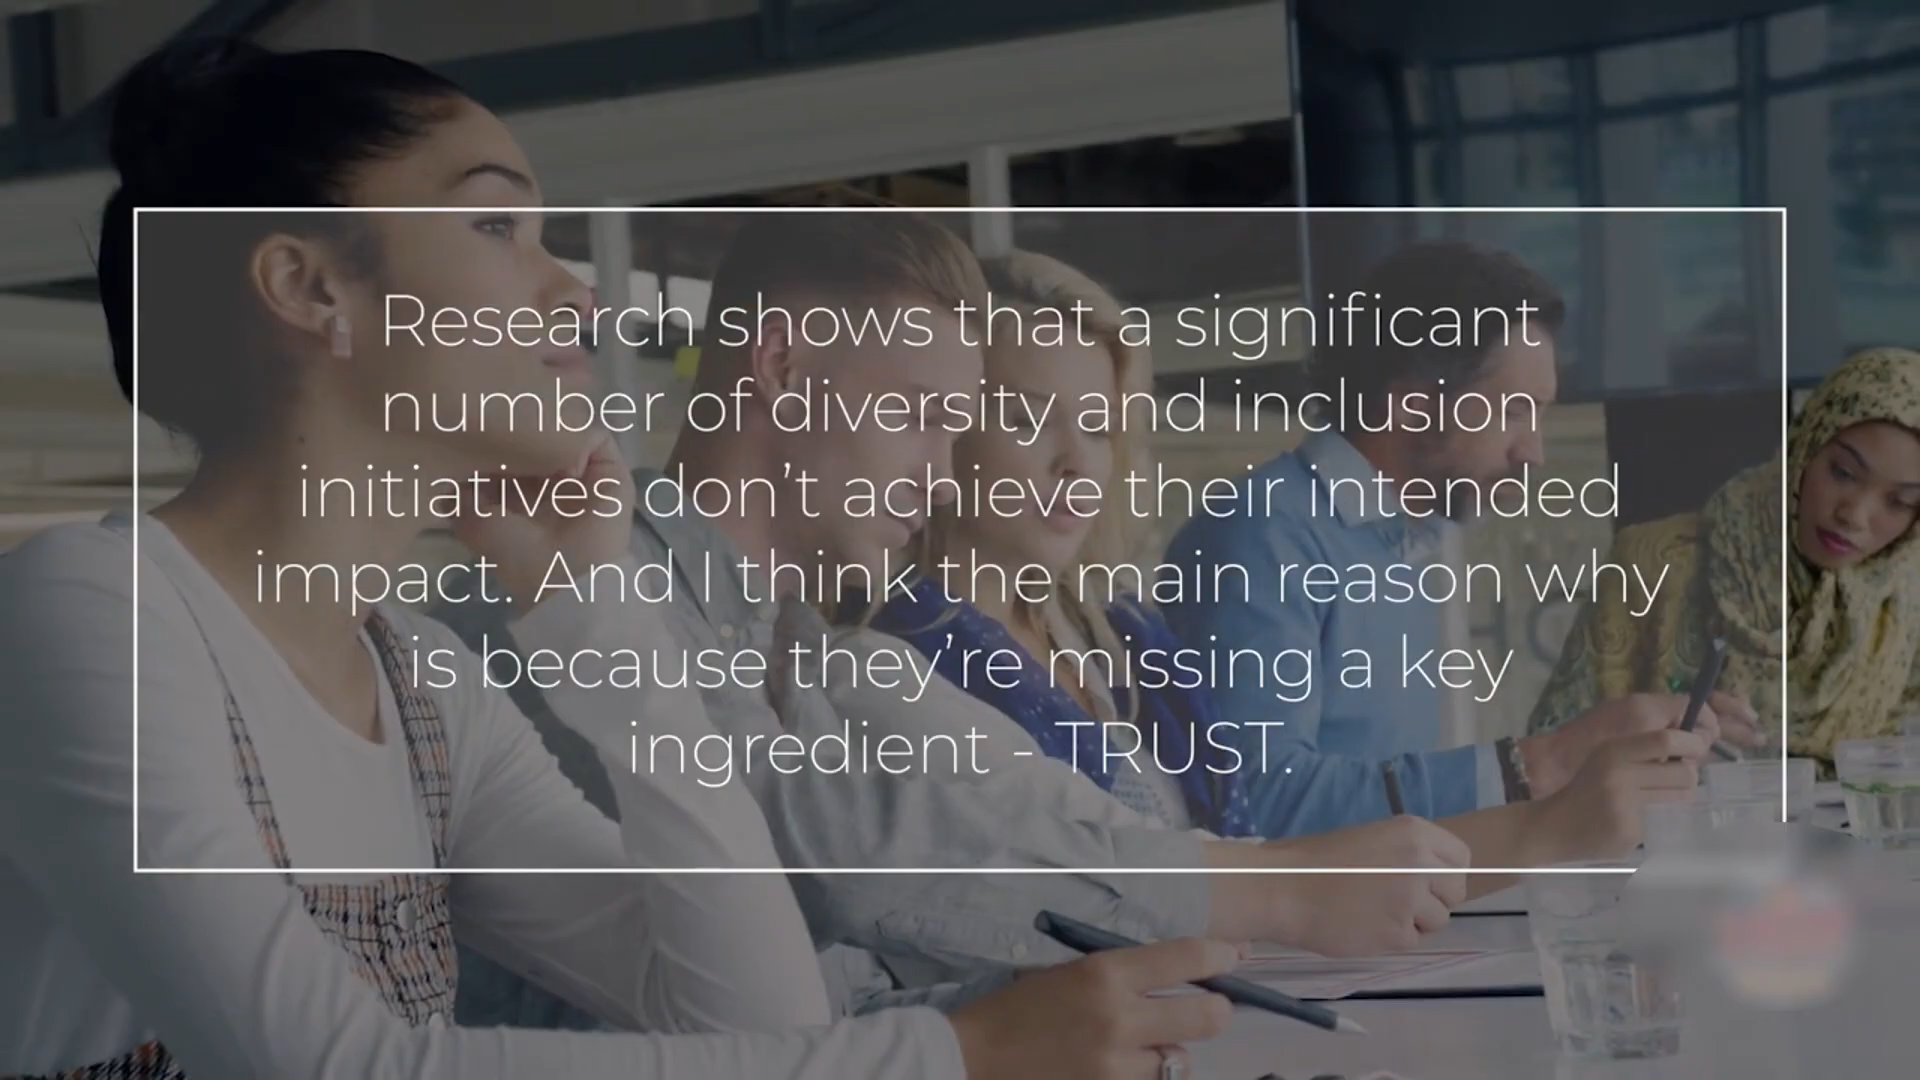 Research shows that a significant
number of diversity and inclusion
initiatives don’t achieve their intended
impact. And I think the main reason why
is because they’re missing a key
ingredient - TRUST.